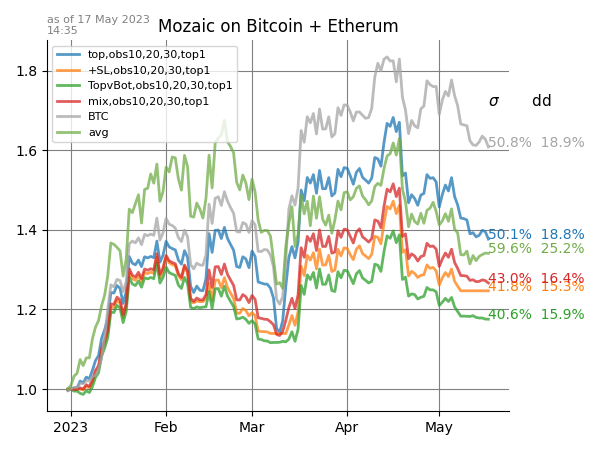 as of 17 May 2023
14:35
Mozaic on Bitcoin + Etherum
top,obs10,20,30,top1
+SL,obs10,20,30,top1
TopvBot,obs10,20,30,top1
mix,obs10,20,30,top1
BTC
avg
σ dd
50.8% 18.9%
50.1% 18.8%
59.6% 25.2%
43.0% 16.4%
41.8% 15.3%
40.6% 15.9%
1.8
1.6
1.4
1.2
1.0
2023 Feb Mar Apr May